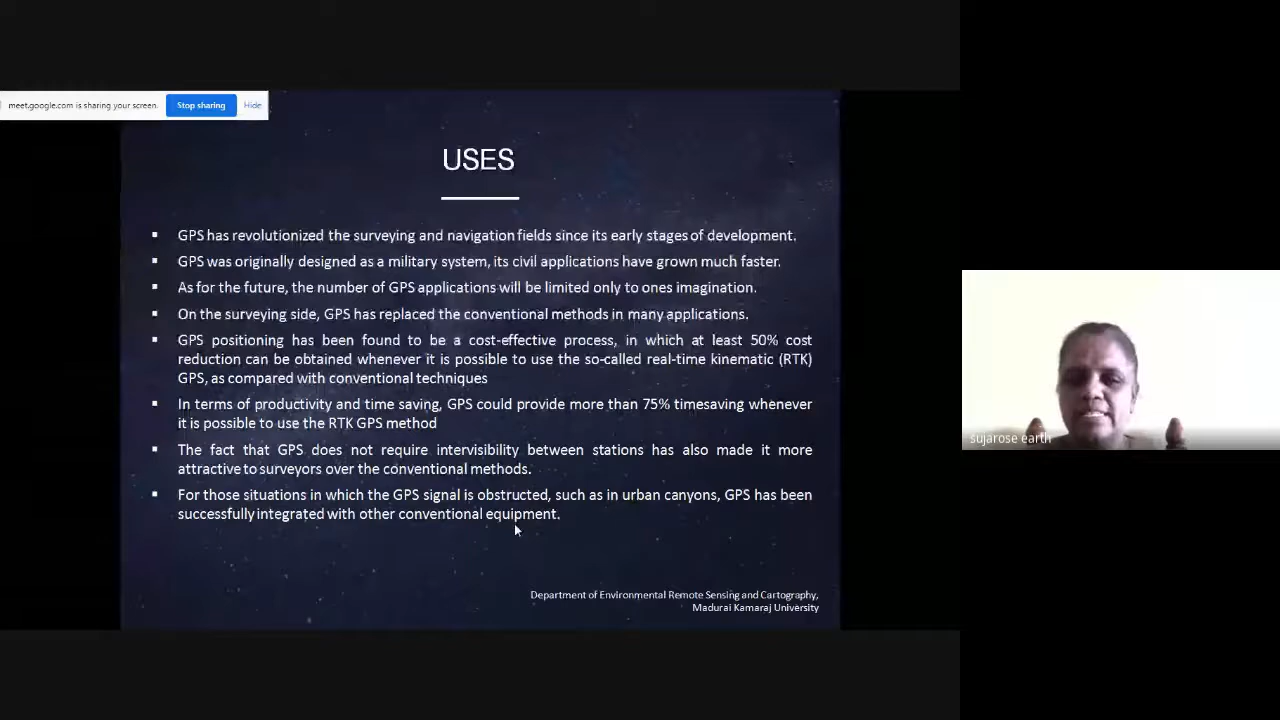 meet.google.com is sharing your screen.
Stop sharing
Hide
USES
▪ GPS has revolutionized the surveying and navigation fields since its early stages of development.
▪ GPS was originally designed as a military system, its civil applications have grown much faster.
▪ As for the future, the number of GPS applications will be limited only to ones imagination.
▪ On the surveying side, GPS has replaced the conventional methods in many applications.
▪ GPS positioning has been found to be a cost-effective process, in which at least 50% cost
reduction can be obtained whenever it is possible to use the so-called real-time kinematic (RTK)
GPS, as compared with conventional techniques
▪ In terms of productivity and time saving, GPS could provide more than 75% timesaving whenever
it is possible to use the RTK GPS method
▪ The fact that GPS does not require intervisibility between stations has also made it more
attractive to surveyors over the conventional methods.
▪ For those situations in which the GPS signal is obstructed, such as in urban canyons, GPS has been
successfully integrated with other conventional equipment.
Department of Environmental Remote Sensing and Cartography,
Madurai Kamaraj University
sujarose earth